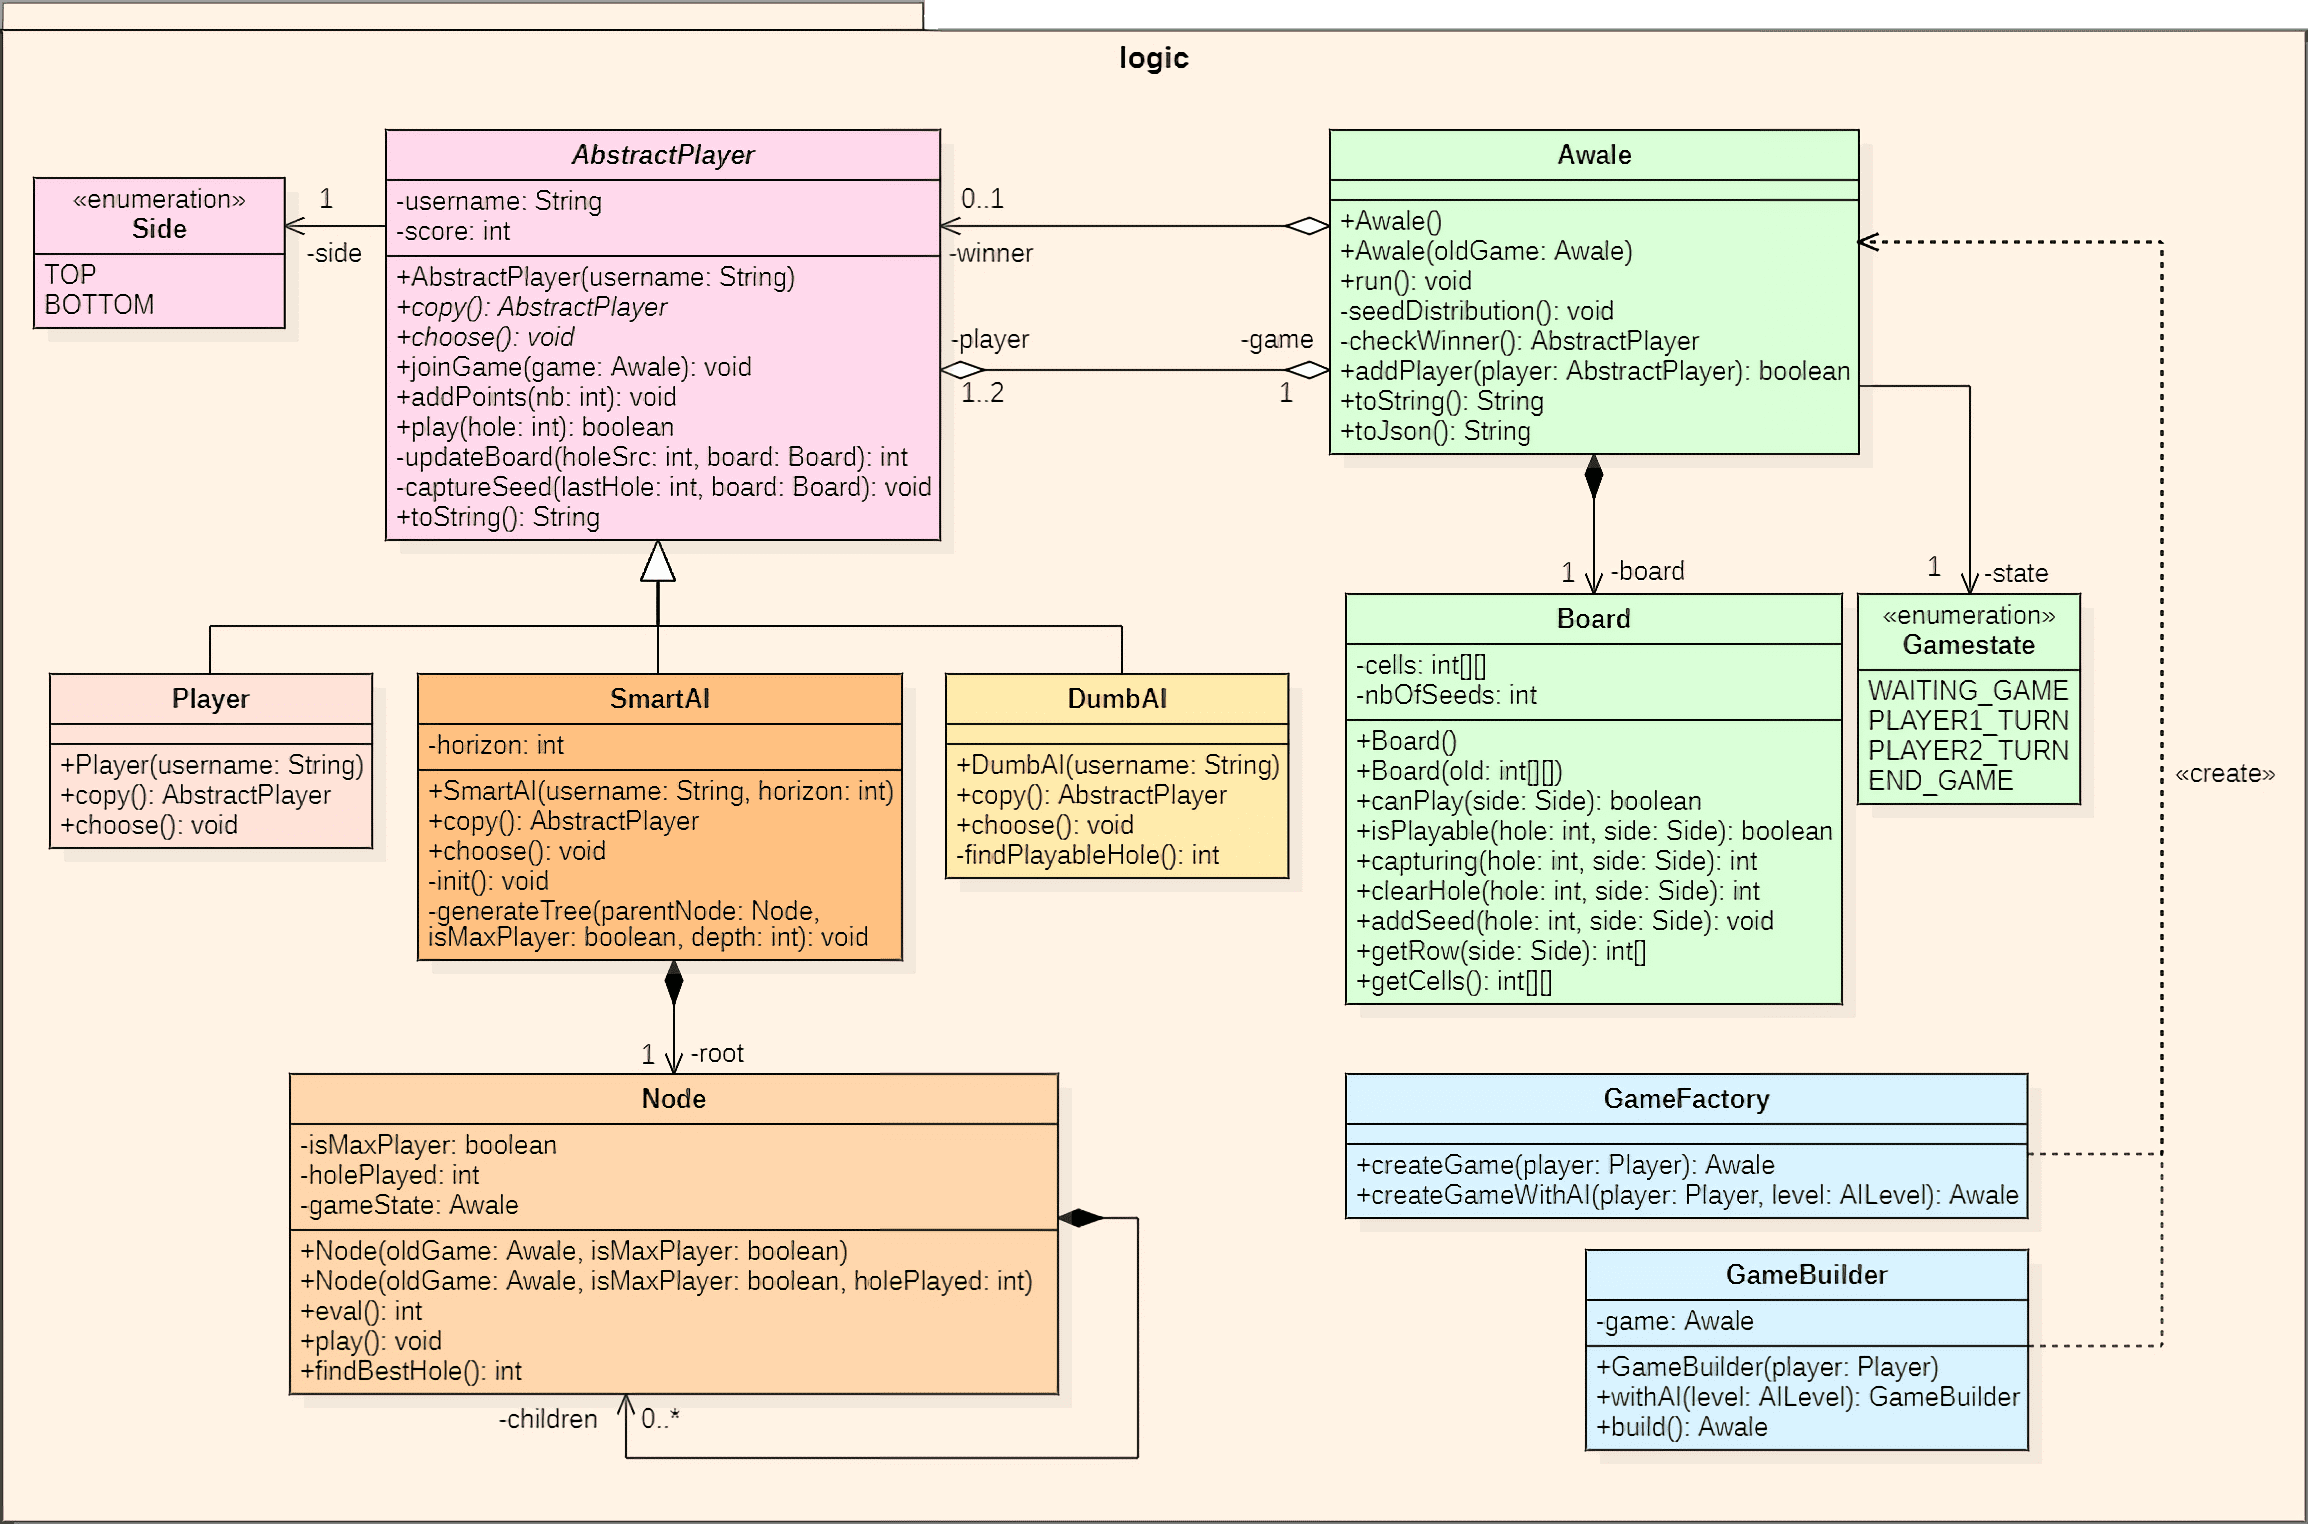 logic
«enumeration»
Side
TOP
BOTTOM
1
-side
AbstractPlayer
-username: String
-score: int
+AbstractPlayer(username: String)
+copy(): AbstractPlayer
+choose(): void
+joinGame(game: Awale): void
+addPoints(nb: int): void
+play(hole: int): boolean
-updateBoard(holeSrc: int, board: Board): int
-captureSeed(lastHole: int, board: Board): void
+toString(): String
0..1
-winner
-player
1..2
-game
1
Awale
+Awale()
+Awale(oldGame: Awale)
+run(): void
-seedDistribution(): void
-checkWinner(): AbstractPlayer
+addPlayer(player: AbstractPlayer): boolean
+toString(): String
+toJson(): String
1
-board
1
-state
Board
-cells: int[][]
-nbOfSeeds: int
+Board()
+Board(old: int[][])
+canPlay(side: Side): boolean
+isPlayable(hole: int, side: Side): boolean
+capturing(hole: int, side: Side): int
+clearHole(hole: int, side: Side): int
+addSeed(hole: int, side: Side): void
+getRow(side: Side): int[]
+getCells(): int[][]
«enumeration»
Gamestate
WAITING_GAME
PLAYER1_TURN
PLAYER2_TURN
END_GAME
«create»
Player
+Player(username: String)
+copy(): AbstractPlayer
+choose(): void
SmartAI
-horizon: int
+SmartAI(username: String, horizon: int)
+copy(): AbstractPlayer
+choose(): void
-init(): void
-generateTree(parentNode: Node,
isMaxPlayer: boolean, depth: int): void
DumbAI
+DumbAI(username: String)
+copy(): AbstractPlayer
+choose(): void
-findPlayableHole(): int
1
-root
Node
-isMaxPlayer: boolean
-holePlayed: int
-gameState: Awale
+Node(oldGame: Awale, isMaxPlayer: boolean)
+Node(oldGame: Awale, isMaxPlayer: boolean, holePlayed: int)
+eval(): int
+play(): void
+findBestHole(): int
-children
0..*
GameFactory
+createGame(player: Player): Awale
+createGameWithAI(player: Player, level: AILevel): Awale
GameBuilder
-game: Awale
+GameBuilder(player: Player)
+withAI(level: AILevel): GameBuilder
+build(): Awale